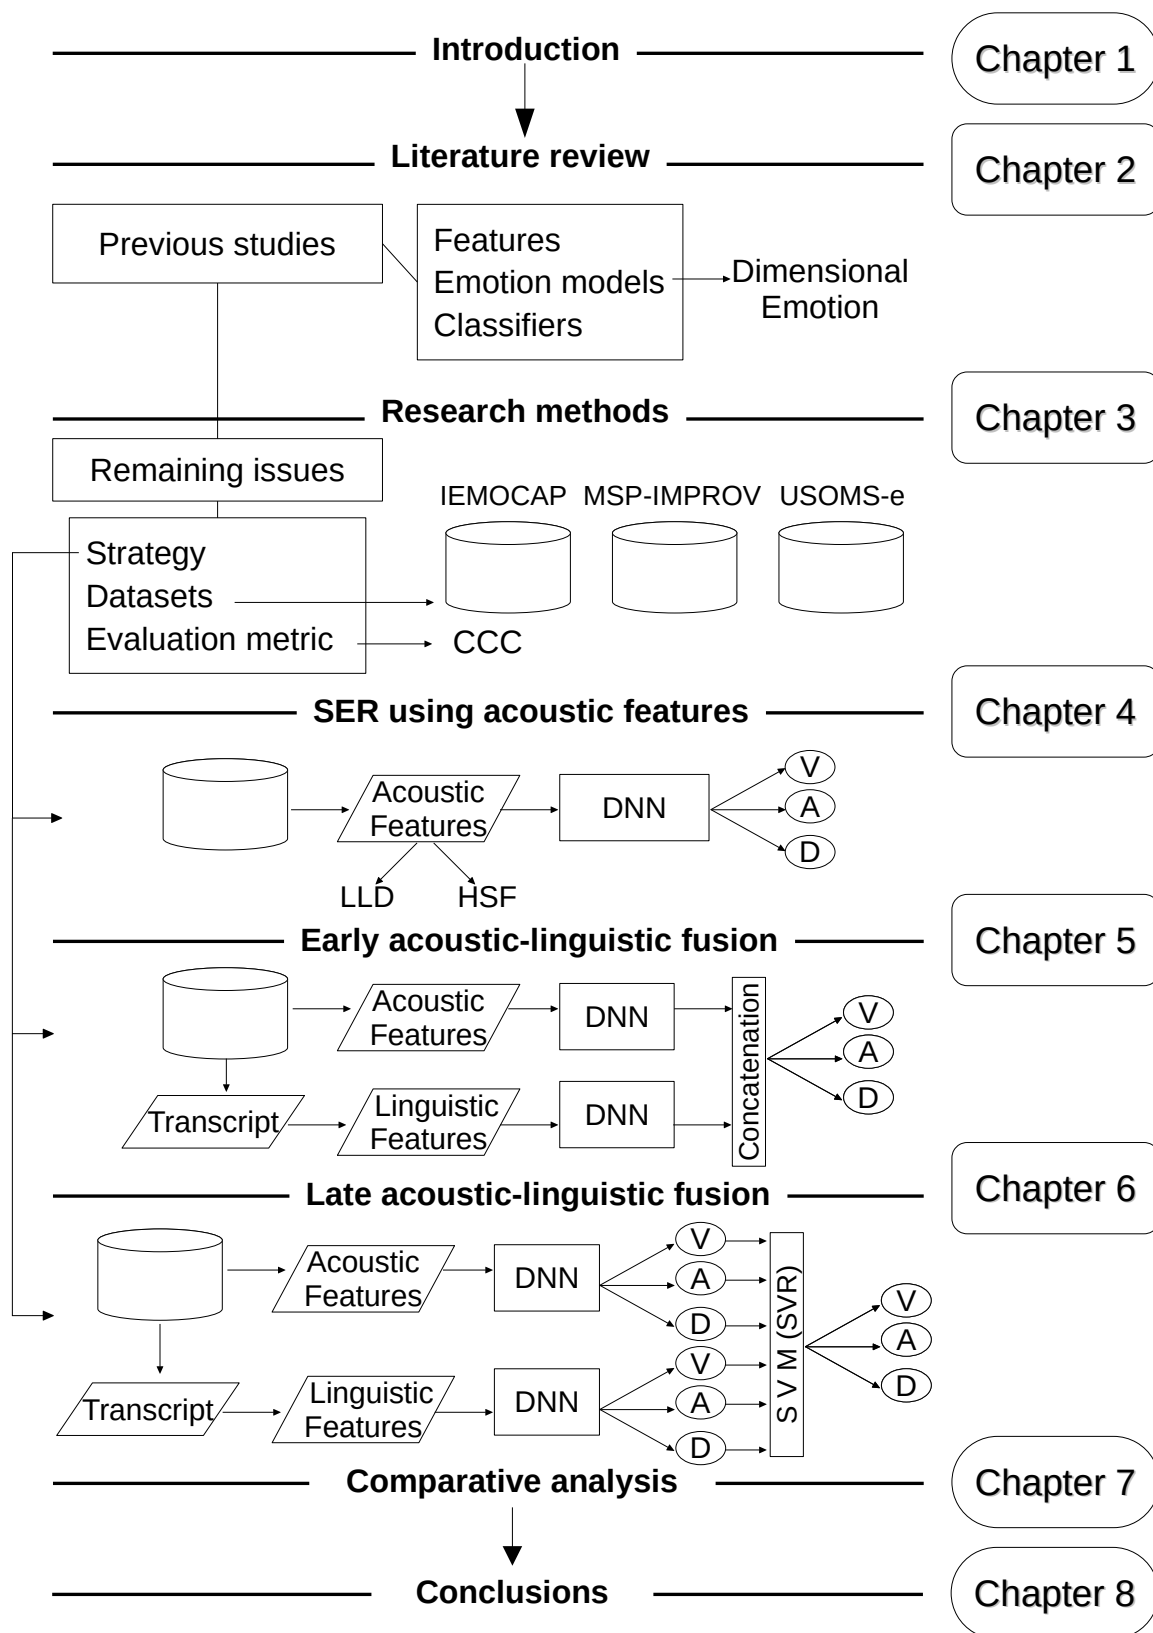 Introduction
Chapter 1
Literature review
Chapter 2
Previous studies
Features
Emotion models
Classifiers
Dimensional
Emotion
Research methods
Chapter 3
Remaining issues
IEMOCAP
MSP-IMPROV
USOMS-e
Strategy
Datasets
Evaluation metric
CCC
SER using acoustic features
Chapter 4
Acoustic
Features
DNN
V
A
D
LLD
HSF
Early acoustic-linguistic fusion
Chapter 5
Acoustic
Features
DNN
Transcript
Linguistic
Features
DNN
Concatenation
V
A
D
Late acoustic-linguistic fusion
Chapter 6
Acoustic
Features
DNN
V
A
D
Transcript
Linguistic
Features
DNN
V
A
D
S V M (SVR)
V
A
D
Comparative analysis
Chapter 7
Conclusions
Chapter 8